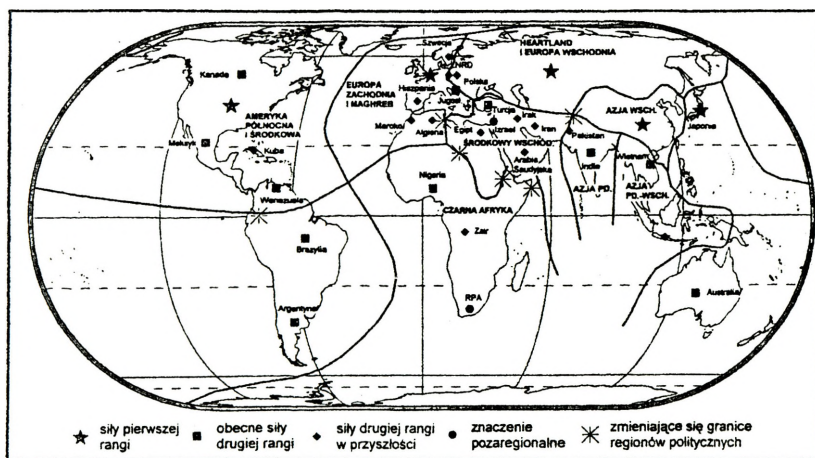 HEARTLAND
I EUROPA WSCHODNIA
Szwecja
NRD
Polska
Kanada
Hiszpania
EUROPA
ZACHODNIA
I MAGHREB
Jugosł.
Turcja
AMERYKA
PÓŁNOCNA
I ŚRODKOWA
Maroko
Algieria
Egipt
Izrael
Irak
Iran
ŚRODKOWY WSCHÓD
Pakistan
AZJA WSCH.
Japonia
Meksyk
Kuba
Arabia
Saudyjska
Indie
Wietnam
Wenezuela
Nigeria
AZJA PD.
AZJA
PD.-WSCH.
CZARNA AFRYKA
Zair
Brazylia
RPA
Argentyna
Australia
siły pierwszej
rangi
obecne siły
drugiej rangi
siły drugiej rangi
w przyszłości
znaczenie
pozaregionalne
zmieniające się granice
regionów politycznych